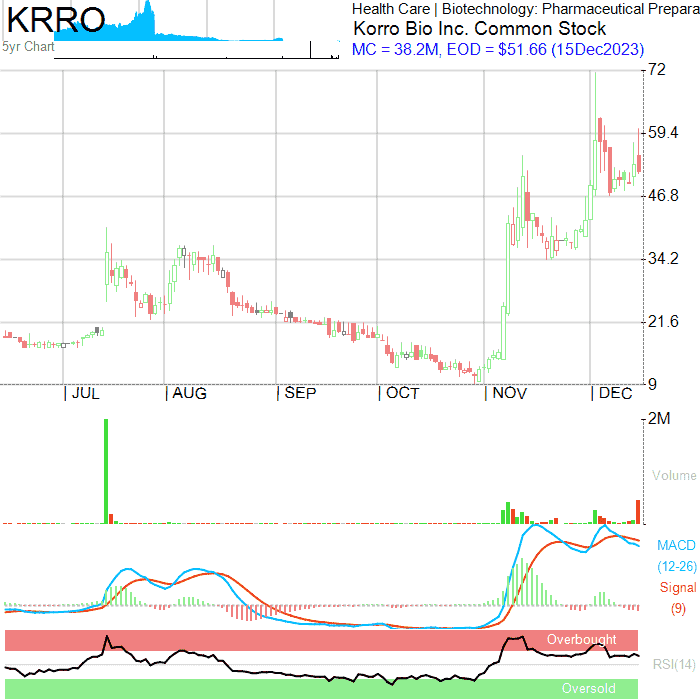 KRRO
5yr Chart
Health Care | Biotechnology: Pharmaceutical Prepara
Korro Bio Inc. Common Stock
MC = 38.2M, EOD = $51.66 (15Dec2023)
72
59.4
46.8
34.2
21.6
9
| JUL | AUG | SEP | OCT | NOV | DEC
2M
Volume
MACD
(12-26)
Signal
(9)
Overbought
RSI(14)
Oversold